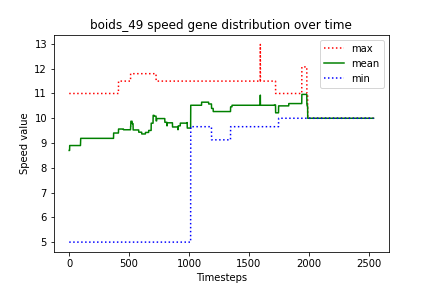 boids_49 speed gene distribution over time
Speed value
13
12
11
10
9
8
7
6
5
max
mean
min
0
500
1000
1500
2000
2500
Timesteps